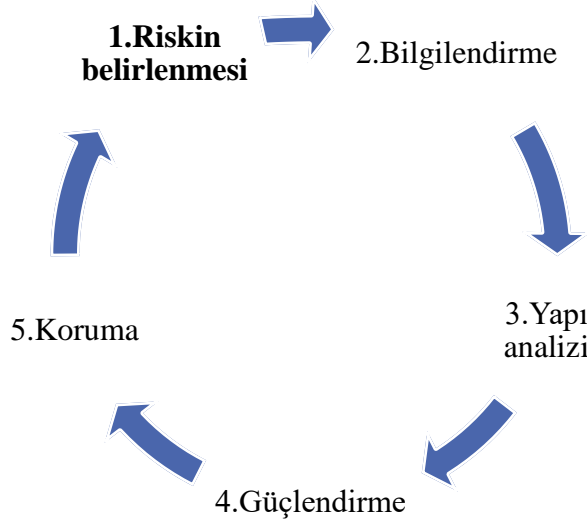 1.Riskin
belirlenmesi
2.Bilgilendirme
3.Yapı
analizi
4.Güçlendirme
5.Koruma